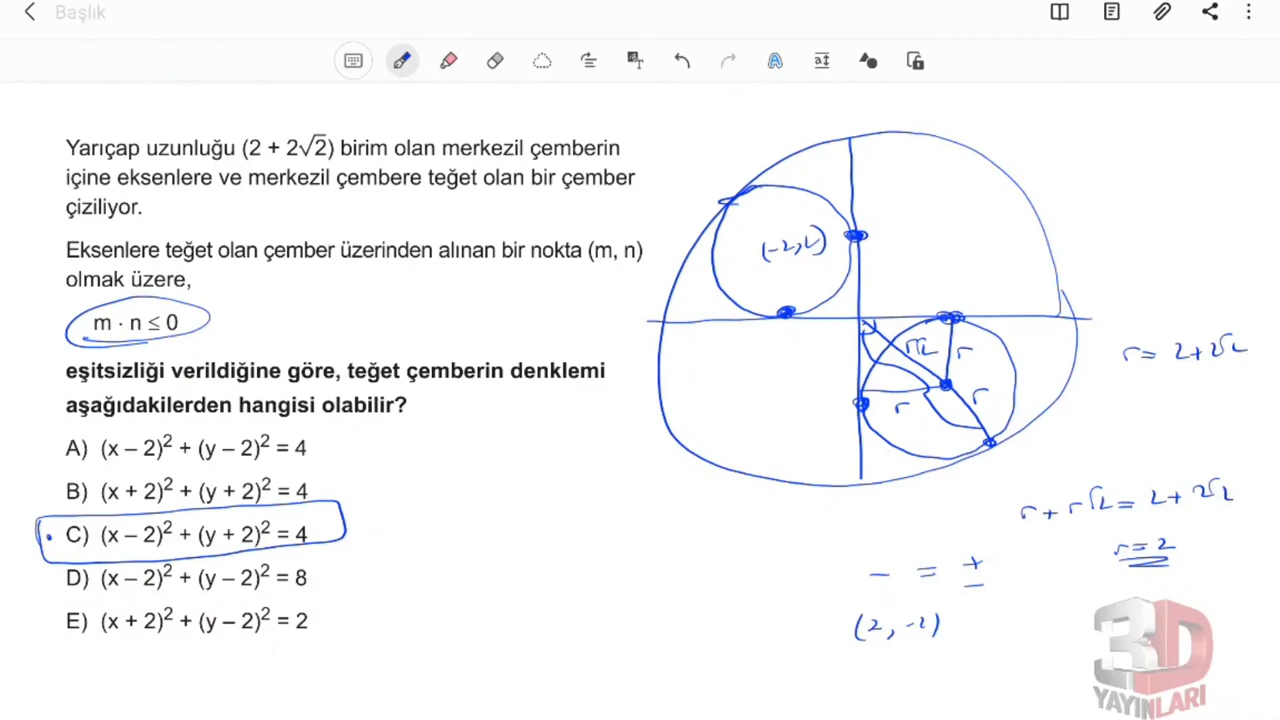 Başlık
Yarıçap uzunluğu (2 + 2√2) birim olan merkezil çemberin
içine eksenlere ve merkezil çembere teğet olan bir çember
çiziliyor.
Eksenlere teğet olan çember üzerinden alınan bir nokta (m, n)
olmak üzere,
m · n ≤ 0
eşitsizliği verildiğine göre, teğet çemberin denklemi
aşağıdakilerden hangisi olabilir?
A) (x – 2)² + (y – 2)² = 4
B) (x + 2)² + (y + 2)² = 4
C) (x – 2)² + (y + 2)² = 4
D) (x – 2)² + (y – 2)² = 8
E) (x + 2)² + (y – 2)² = 2
(-2,2)
r√2
r
r
r
r = 2+2√2
r + r√2 = 2 + 2√2
r = 2
– = ±
(2, -2)
3D
YAYINLARI